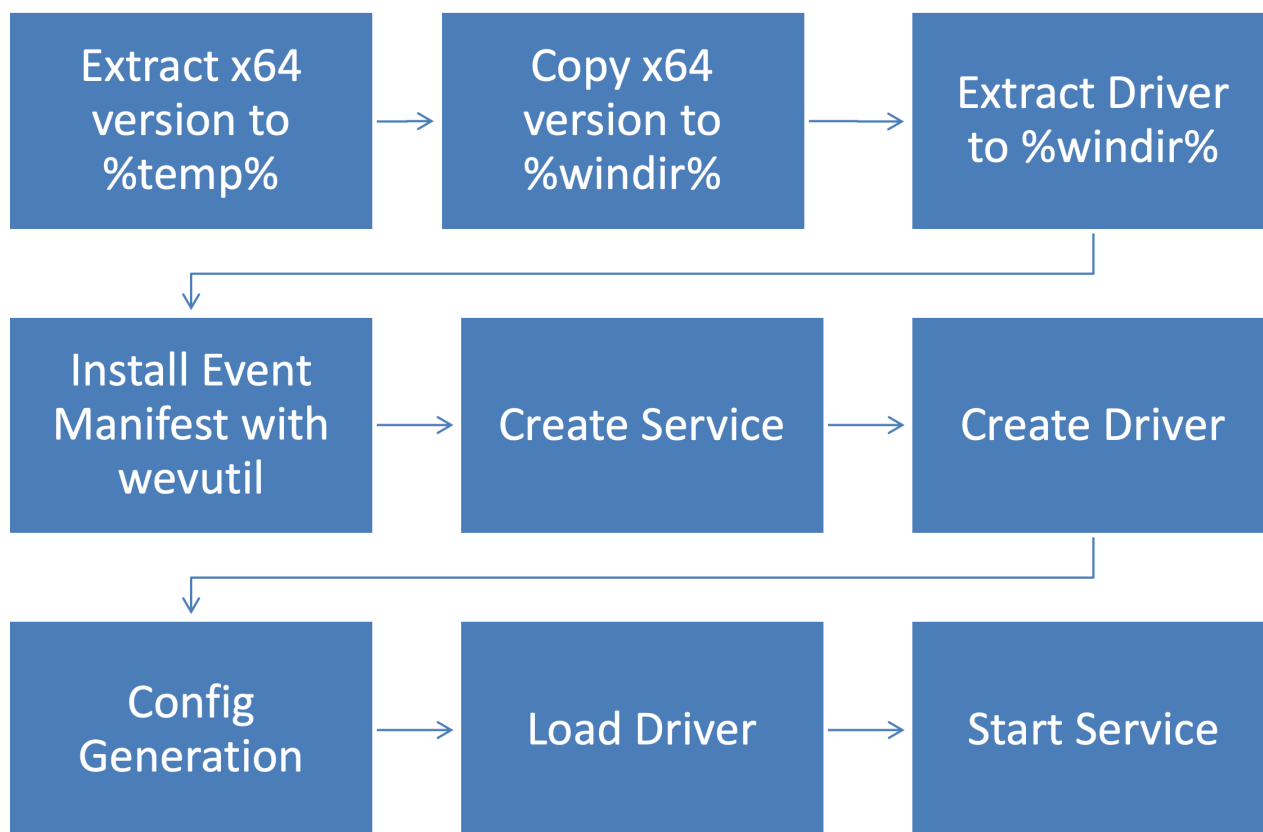 Extract x64
version to
%temp%
Copy x64
version to
%windir%
Extract Driver
to %windir%
Install Event
Manifest with
wevutil
Create Service
Create Driver
Config
Generation
Load Driver
Start Service